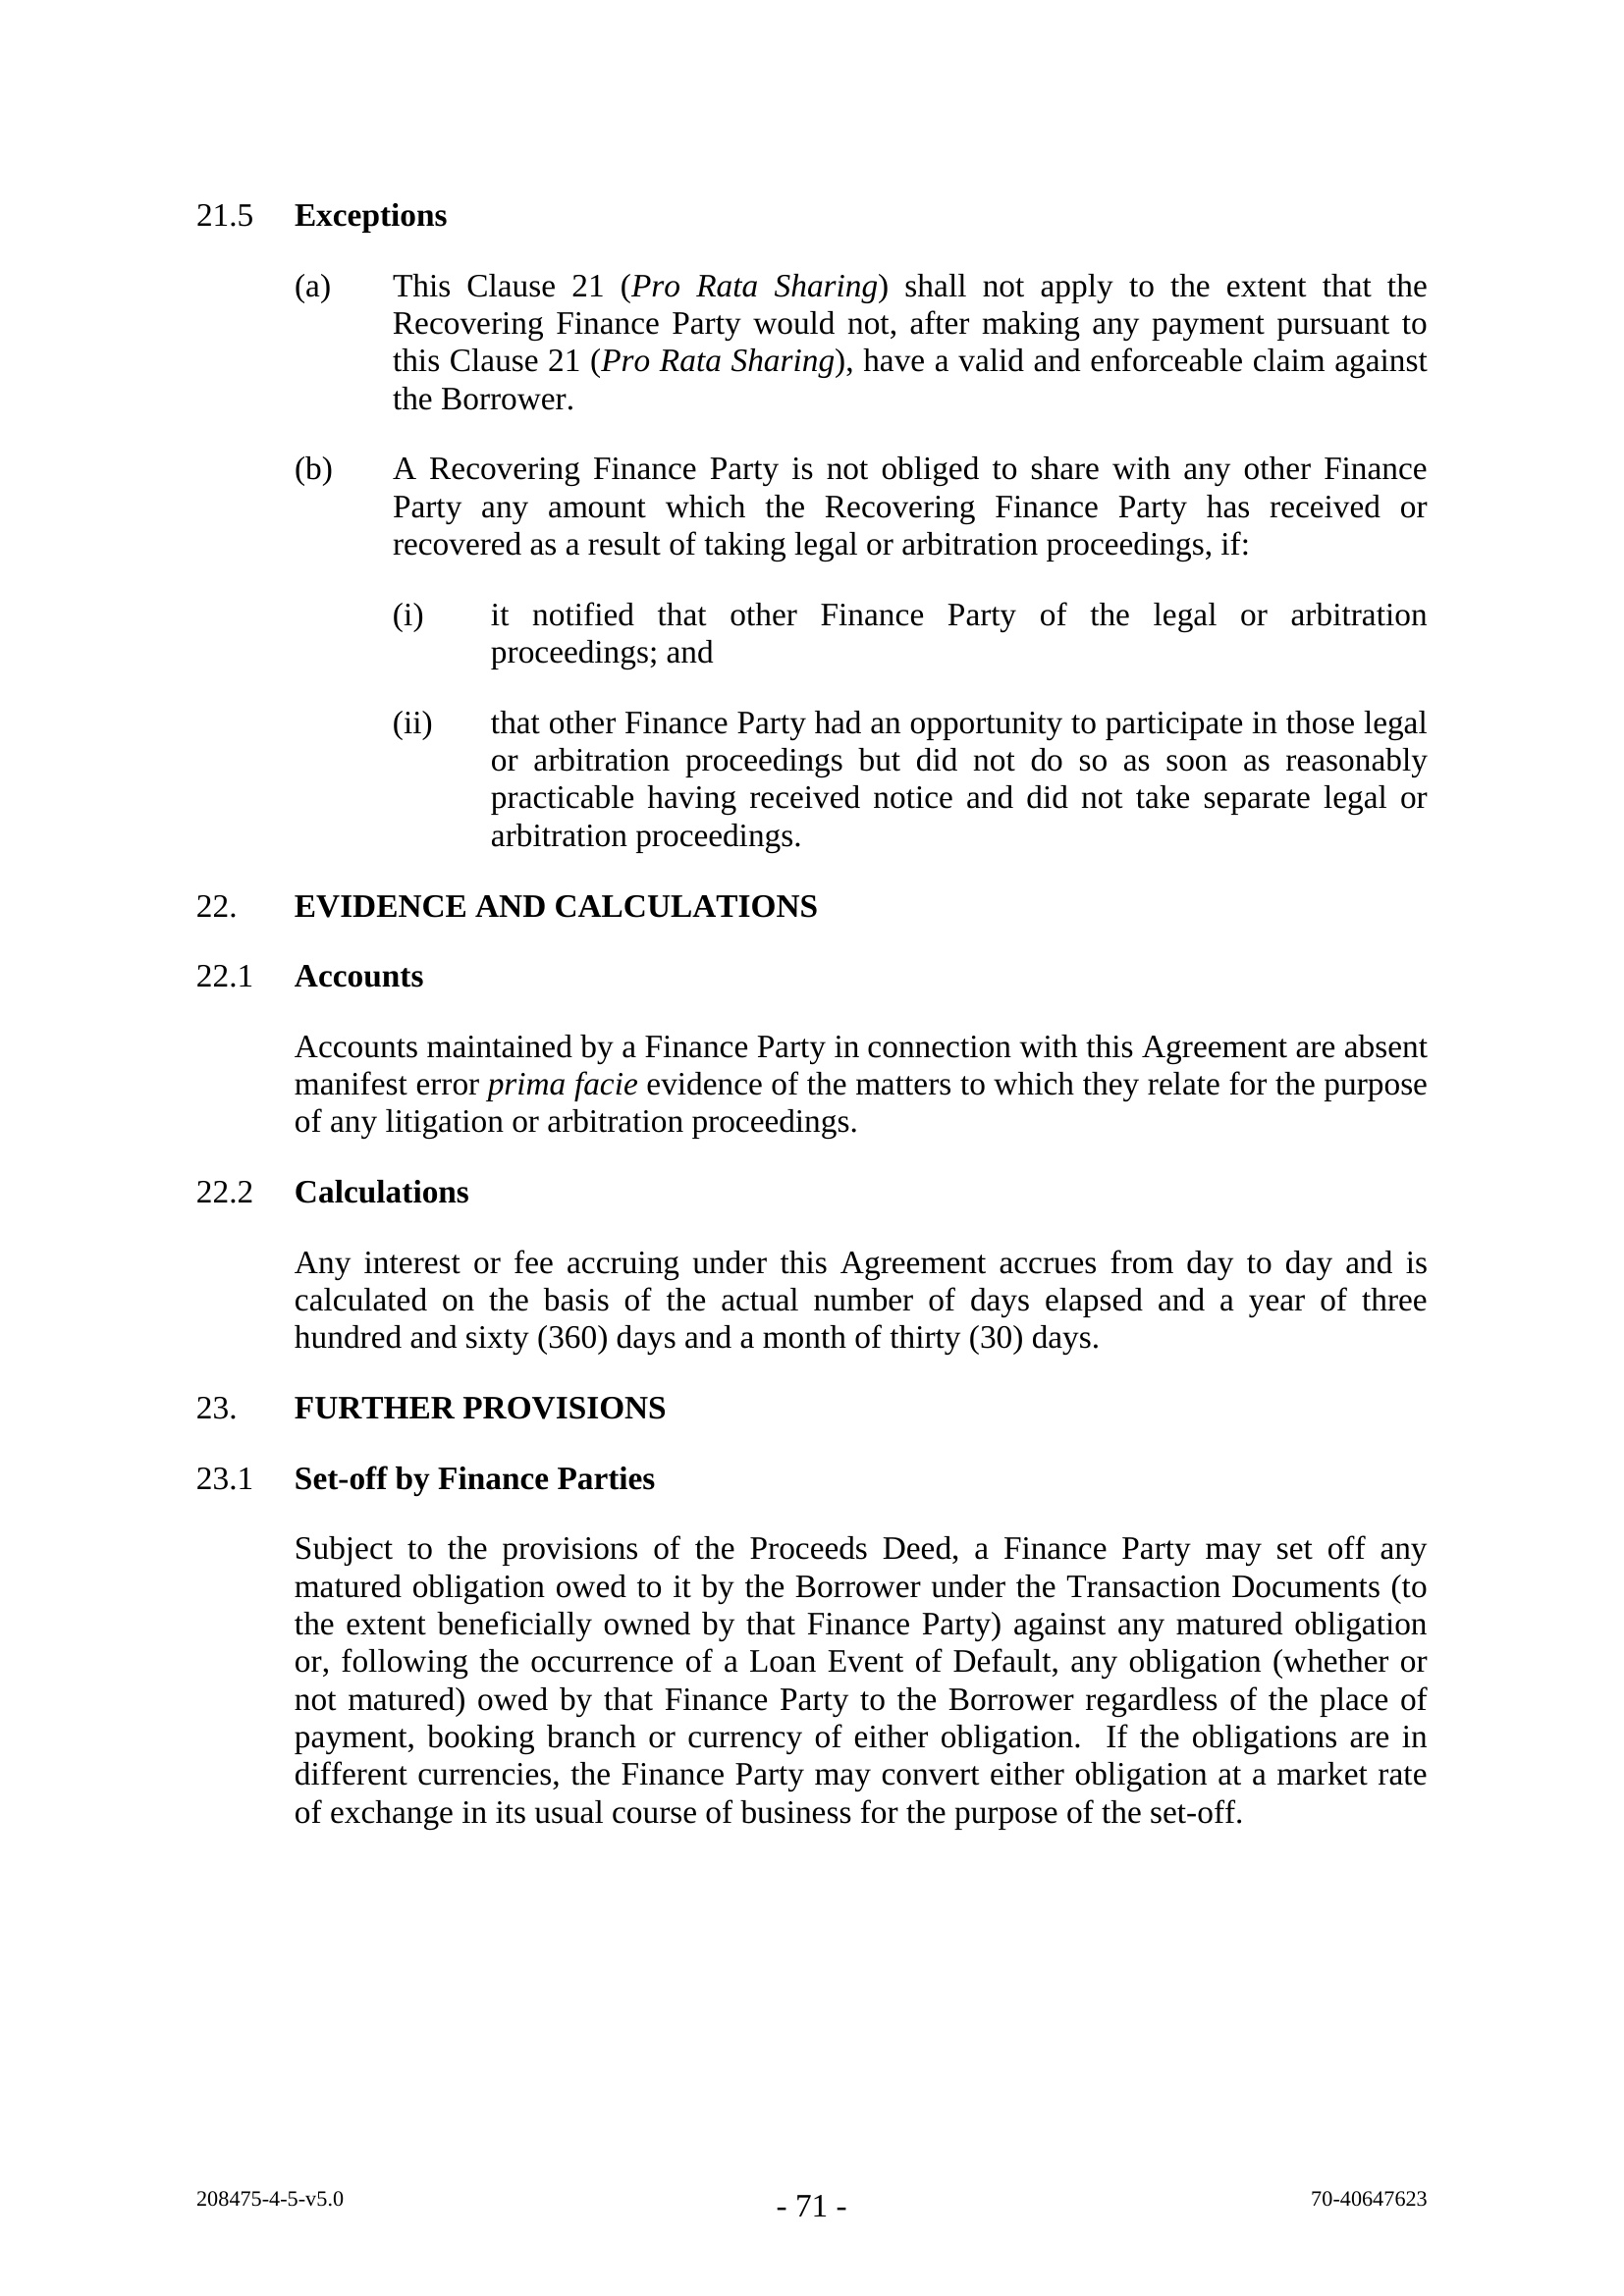 21.5 Exceptions
(a) This Clause 21 (Pro Rata Sharing) shall not apply to the extent that the
Recovering Finance Party would not, after making any payment pursuant to
this Clause 21 (Pro Rata Sharing), have a valid and enforceable claim against
the Borrower.
(b) A Recovering Finance Party is not obliged to share with any other Finance
Party any amount which the Recovering Finance Party has received or
recovered as a result of taking legal or arbitration proceedings, if:
(i) it notified that other Finance Party of the legal or arbitration
proceedings; and
(ii) that other Finance Party had an opportunity to participate in those legal
or arbitration proceedings but did not do so as soon as reasonably
practicable having received notice and did not take separate legal or
arbitration proceedings.
22. EVIDENCE AND CALCULATIONS
22.1 Accounts
Accounts maintained by a Finance Party in connection with this Agreement are absent
manifest error prima facie evidence of the matters to which they relate for the purpose
of any litigation or arbitration proceedings.
22.2 Calculations
Any interest or fee accruing under this Agreement accrues from day to day and is
calculated on the basis of the actual number of days elapsed and a year of three
hundred and sixty (360) days and a month of thirty (30) days.
23. FURTHER PROVISIONS
23.1 Set-off by Finance Parties
Subject to the provisions of the Proceeds Deed, a Finance Party may set off any
matured obligation owed to it by the Borrower under the Transaction Documents (to
the extent beneficially owned by that Finance Party) against any matured obligation
or, following the occurrence of a Loan Event of Default, any obligation (whether or
not matured) owed by that Finance Party to the Borrower regardless of the place of
payment, booking branch or currency of either obligation.  If the obligations are in
different currencies, the Finance Party may convert either obligation at a market rate
of exchange in its usual course of business for the purpose of the set-off.
208475-4-5-v5.0 - 71 - 70-40647623